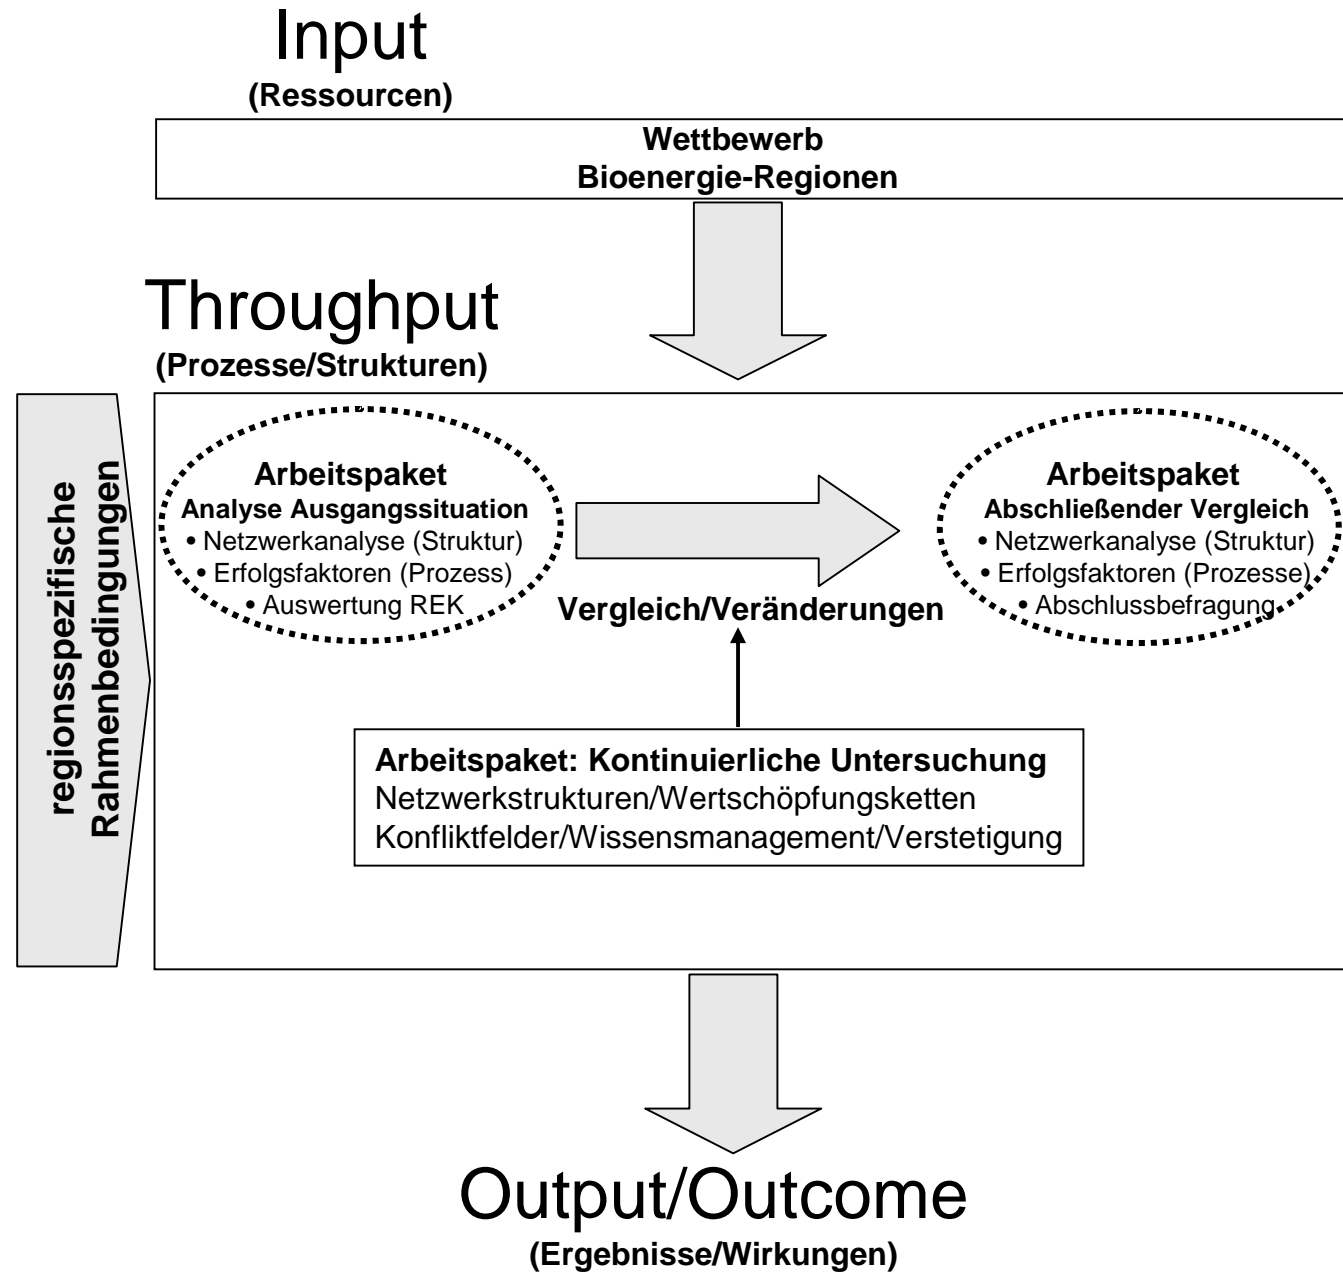 Input
(Ressourcen)
Wettbewerb
Bioenergie-Regionen
Throughput
(Prozesse/Strukturen)
regionsspezifische
Rahmenbedingungen
Arbeitspaket
Analyse Ausgangssituation
• Netzwerkanalyse (Struktur)
• Erfolgsfaktoren (Prozess)
• Auswertung REK
Vergleich/Veränderungen
Arbeitspaket
Abschließender Vergleich
• Netzwerkanalyse (Struktur)
• Erfolgsfaktoren (Prozesse)
• Abschlussbefragung
Arbeitspaket: Kontinuierliche Untersuchung
Netzwerkstrukturen/Wertschöpfungsketten
Konfliktfelder/Wissensmanagement/Verstetigung
Output/Outcome
(Ergebnisse/Wirkungen)